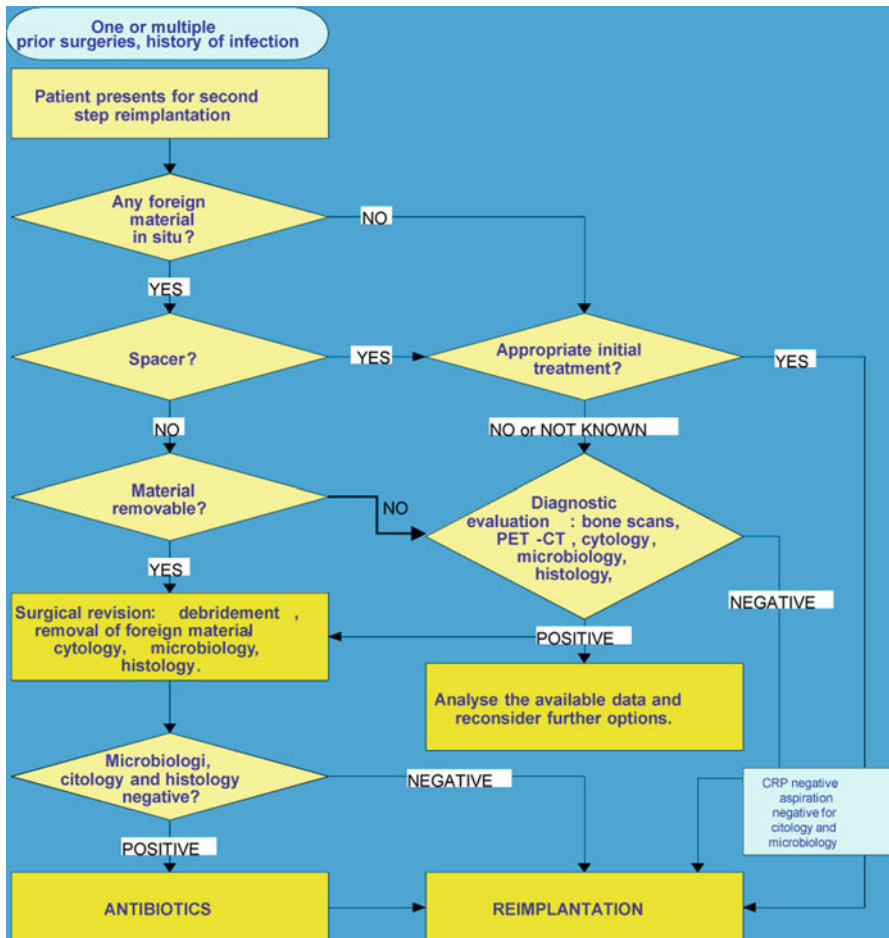 One or multiple
prior surgeries, history of infection
Patient presents for second
step reimplantation
Any foreign
material
in situ?
NO
YES
Spacer?
YES
Appropriate initial
treatment?
YES
NO
NO or NOT KNOWN
Material
removable?
NO
Diagnostic
evaluation : bone scans,
PET -CT , cytology,
microbiology,
histology,
YES
NEGATIVE
Surgical revision: debridement ,
removal of foreign material.
cytology, microbiology,
histology.
POSITIVE
Analyse the available data and
reconsider further options.
Microbiologi,
citology and histology
negative?
NEGATIVE
CRP negative
aspiration
negative for
citology and
microbiology
POSITIVE
ANTIBIOTICS
REIMPLANTATION